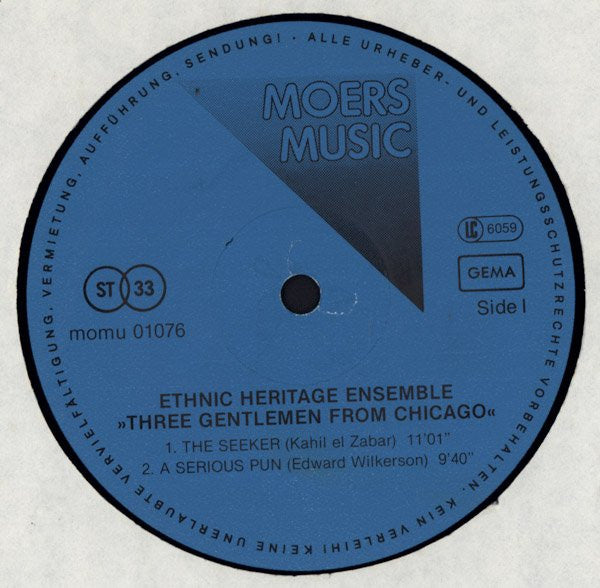 ALLE URHEBER- UND LEISTUNGSSCHUTZRECHTE VORBEHALTEN. KEIN VERLEIH! KEINE UNERLAUBTE VERVIELFÄLTIGUNG, VERMIETUNG, AUFFÜHRUNG, SENDUNG! ·
MOERS
MUSIC
LC 6059
GEMA
Side I
ST 33
momu 01076
ETHNIC HERITAGE ENSEMBLE
»THREE GENTLEMEN FROM CHICAGO«
1. THE SEEKER (Kahil el Zabar) 11'01"
2. A SERIOUS PUN (Edward Wilkerson) 9'40"